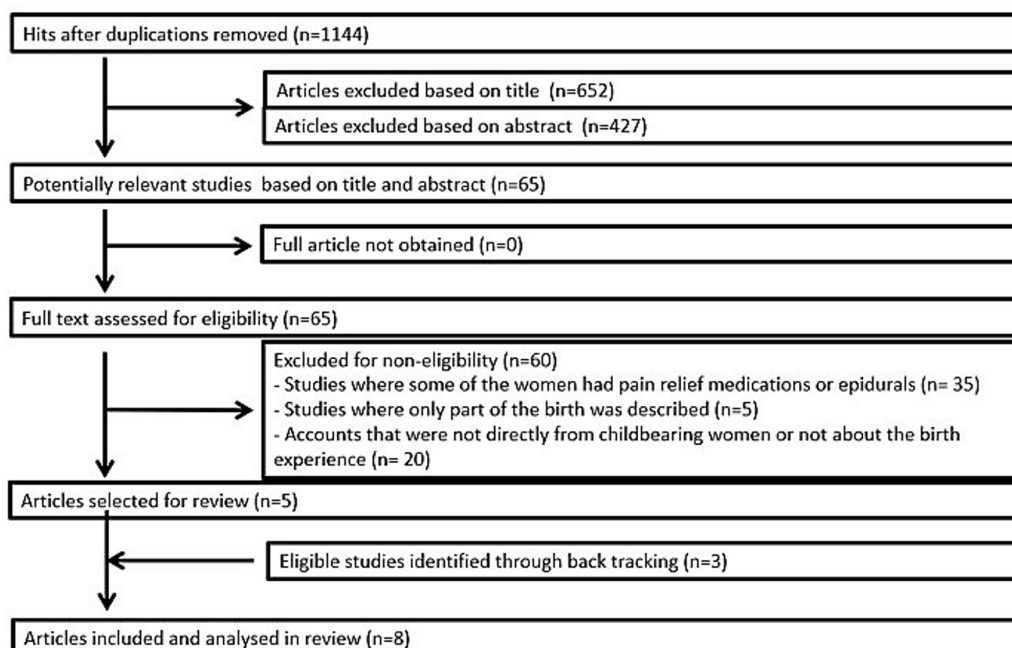 Hits after duplications removed (n=1144)
Articles excluded based on title (n=652)
Articles excluded based on abstract (n=427)
Potentially relevant studies based on title and abstract (n=65)
Full article not obtained (n=0)
Full text assessed for eligibility (n=65)
Excluded for non-eligibility (n=60)
- Studies where some of the women had pain relief medications or epidurals (n= 35)
- Studies where only part of the birth was described (n=5)
- Accounts that were not directly from childbearing women or not about the birth
experience (n= 20)
Articles selected for review (n=5)
Eligible studies identified through back tracking (n=3)
Articles included and analysed in review (n=8)